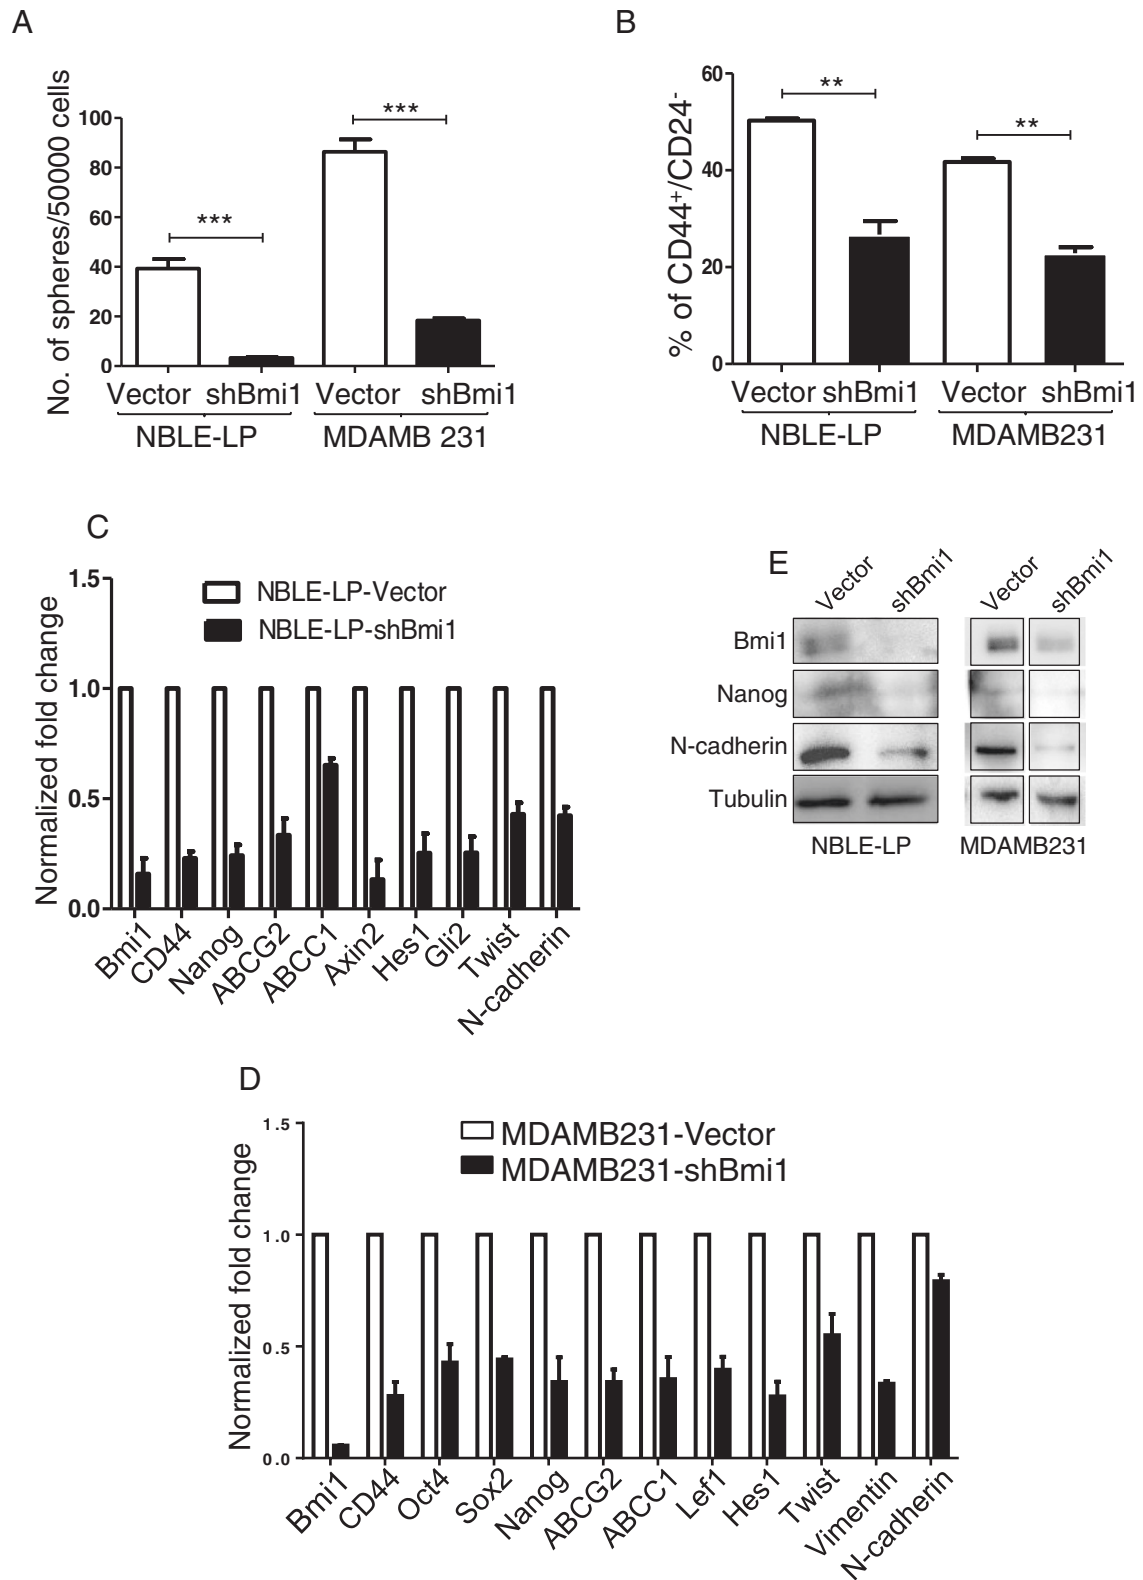 A
No. of spheres/50000 cells
100
80
60
40
20
0
***
***
Vector shBmi1 Vector shBmi1
NBLE-LP MDAMB 231
B
% of CD44+/CD24-
60
40
20
0
**
**
Vector shBmi1 Vector shBmi1
NBLE-LP MDAMB231
C
Normalized fold change
1.5
1.0
0.5
0.0
NBLE-LP-Vector
NBLE-LP-shBmi1
Bmi1 CD44 Nanog ABCG2 ABCC1 Axin2 Hes1 Gli2 Twist N-cadherin
E
Vector shBmi1 Vector shBmi1
Bmi1
Nanog
N-cadherin
Tubulin
NBLE-LP MDAMB231
D
Normalized fold change
1.5
1.0
0.5
0.0
MDAMB231-Vector
MDAMB231-shBmi1
Bmi1 CD44 Oct4 Sox2 Nanog ABCG2 ABCC1 Lef1 Hes1 Twist Vimentin N-cadherin